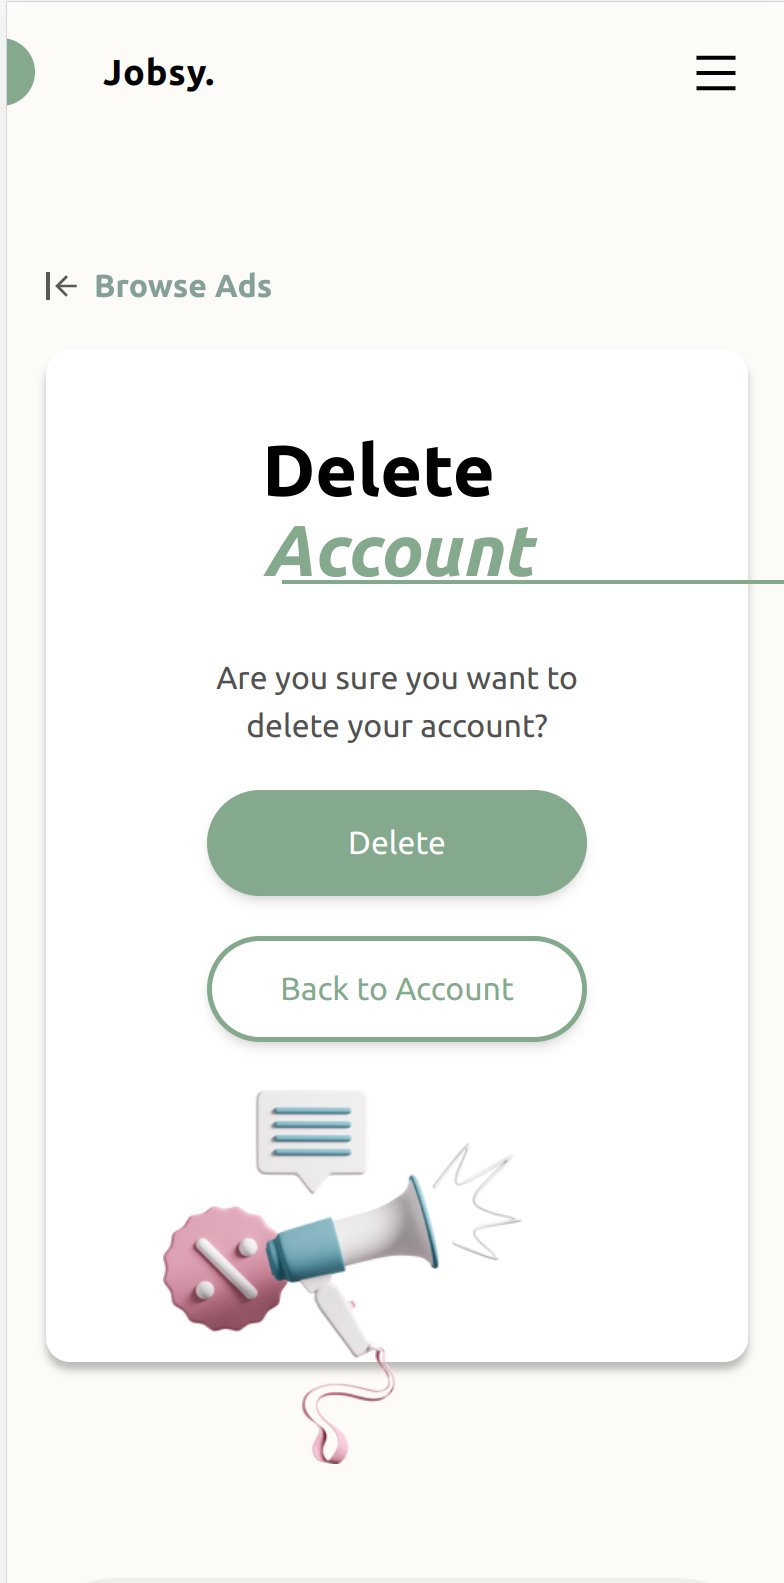 Jobsy.
Browse Ads
Delete
Account
Are you sure you want to
delete your account?
Delete
Back to Account